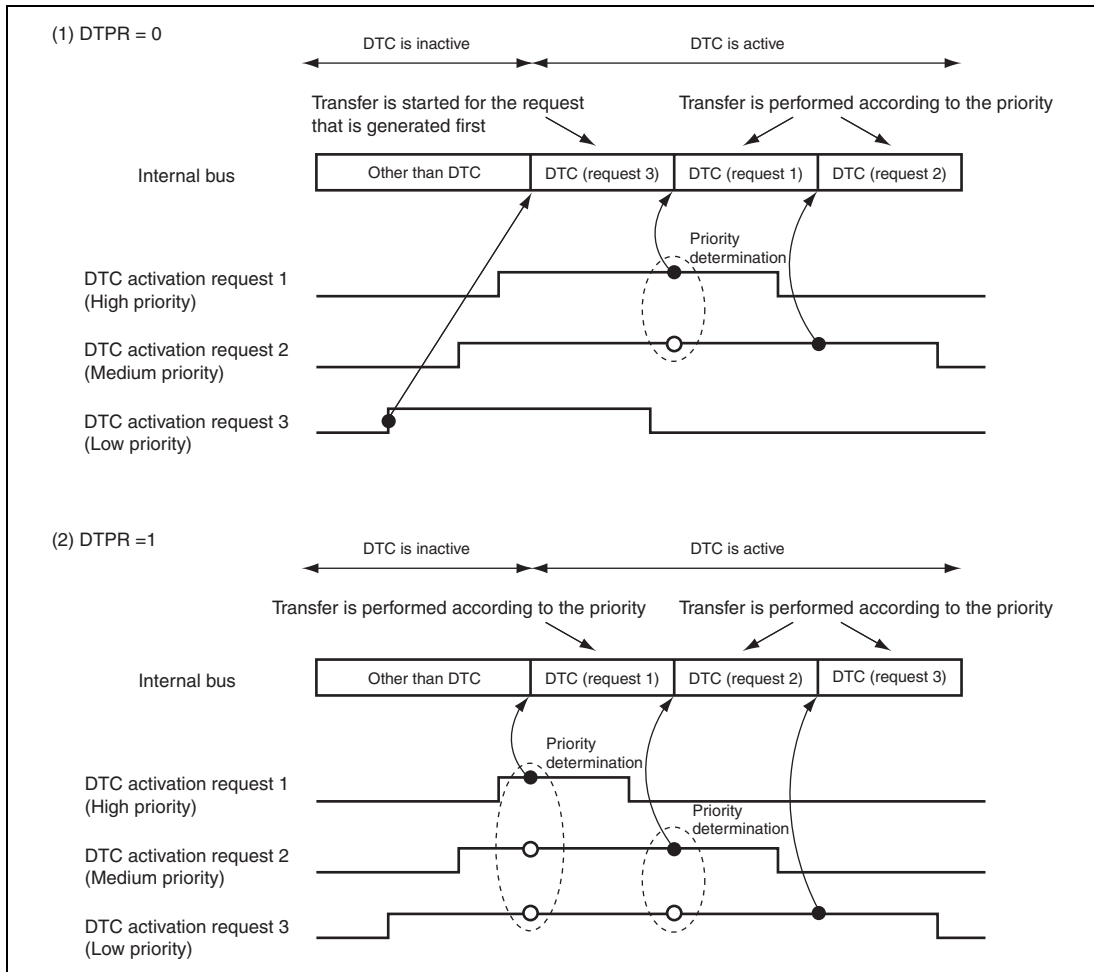 (1) DTPR = 0
DTC is inactive
DTC is active
Transfer is started for the request
that is generated first
Transfer is performed according to the priority
Internal bus
Other than DTC
DTC (request 3)
DTC (request 1)
DTC (request 2)
Priority
determination
DTC activation request 1
(High priority)
DTC activation request 2
(Medium priority)
DTC activation request 3
(Low priority)
(2) DTPR =1
DTC is inactive
DTC is active
Transfer is performed according to the priority
Transfer is performed according to the priority
Internal bus
Other than DTC
DTC (request 1)
DTC (request 2)
DTC (request 3)
Priority
determination
DTC activation request 1
(High priority)
Priority
determination
DTC activation request 2
(Medium priority)
DTC activation request 3
(Low priority)